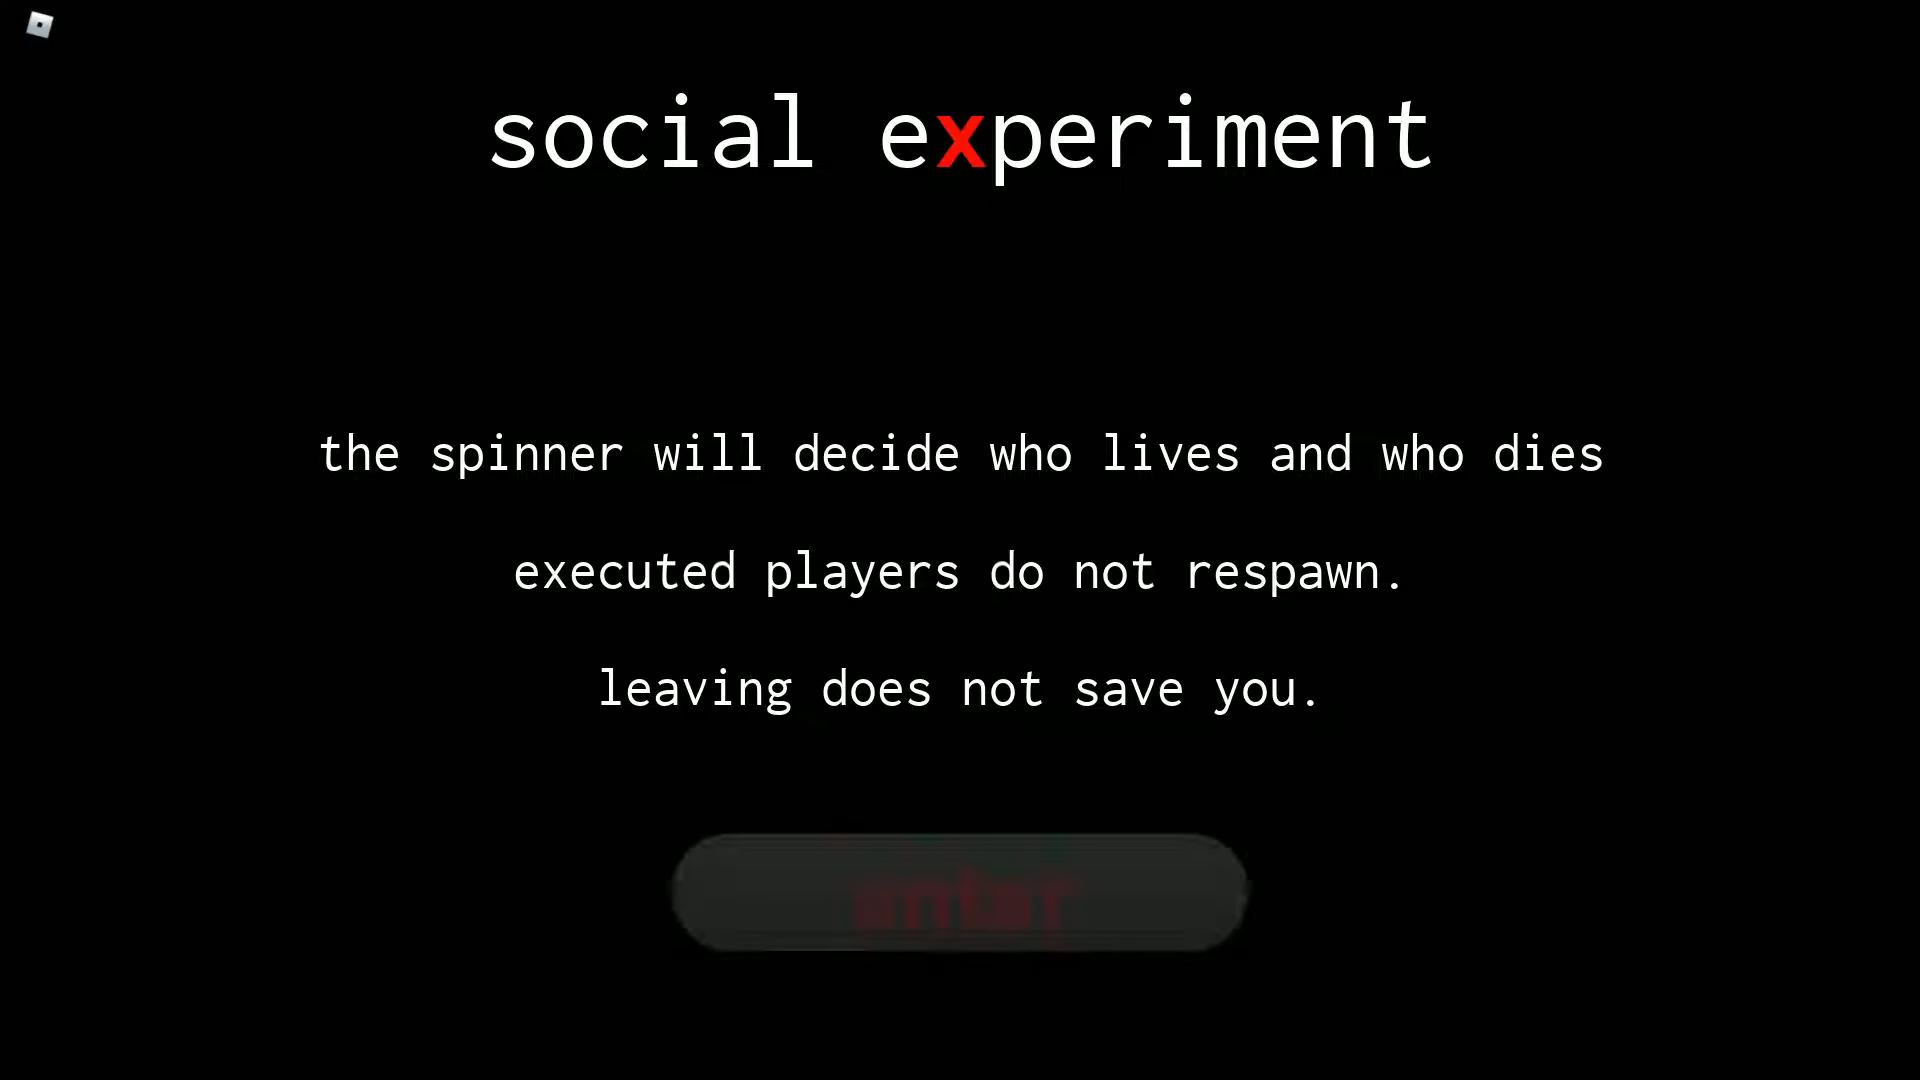 social experiment
the spinner will decide who lives and who dies
executed players do not respawn.
leaving does not save you.
enter